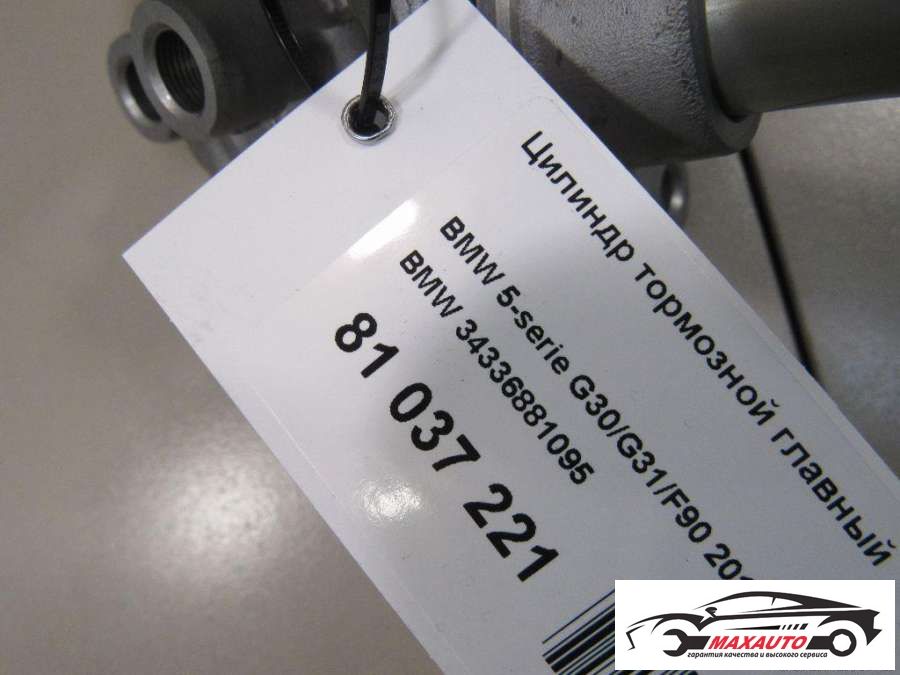 Цилиндр тормозной главный
BMW 5-serie G30/G31/F90
BMW 34336881095
81 037 221
MAXAUTO
гарантия качества и высокого сервиса